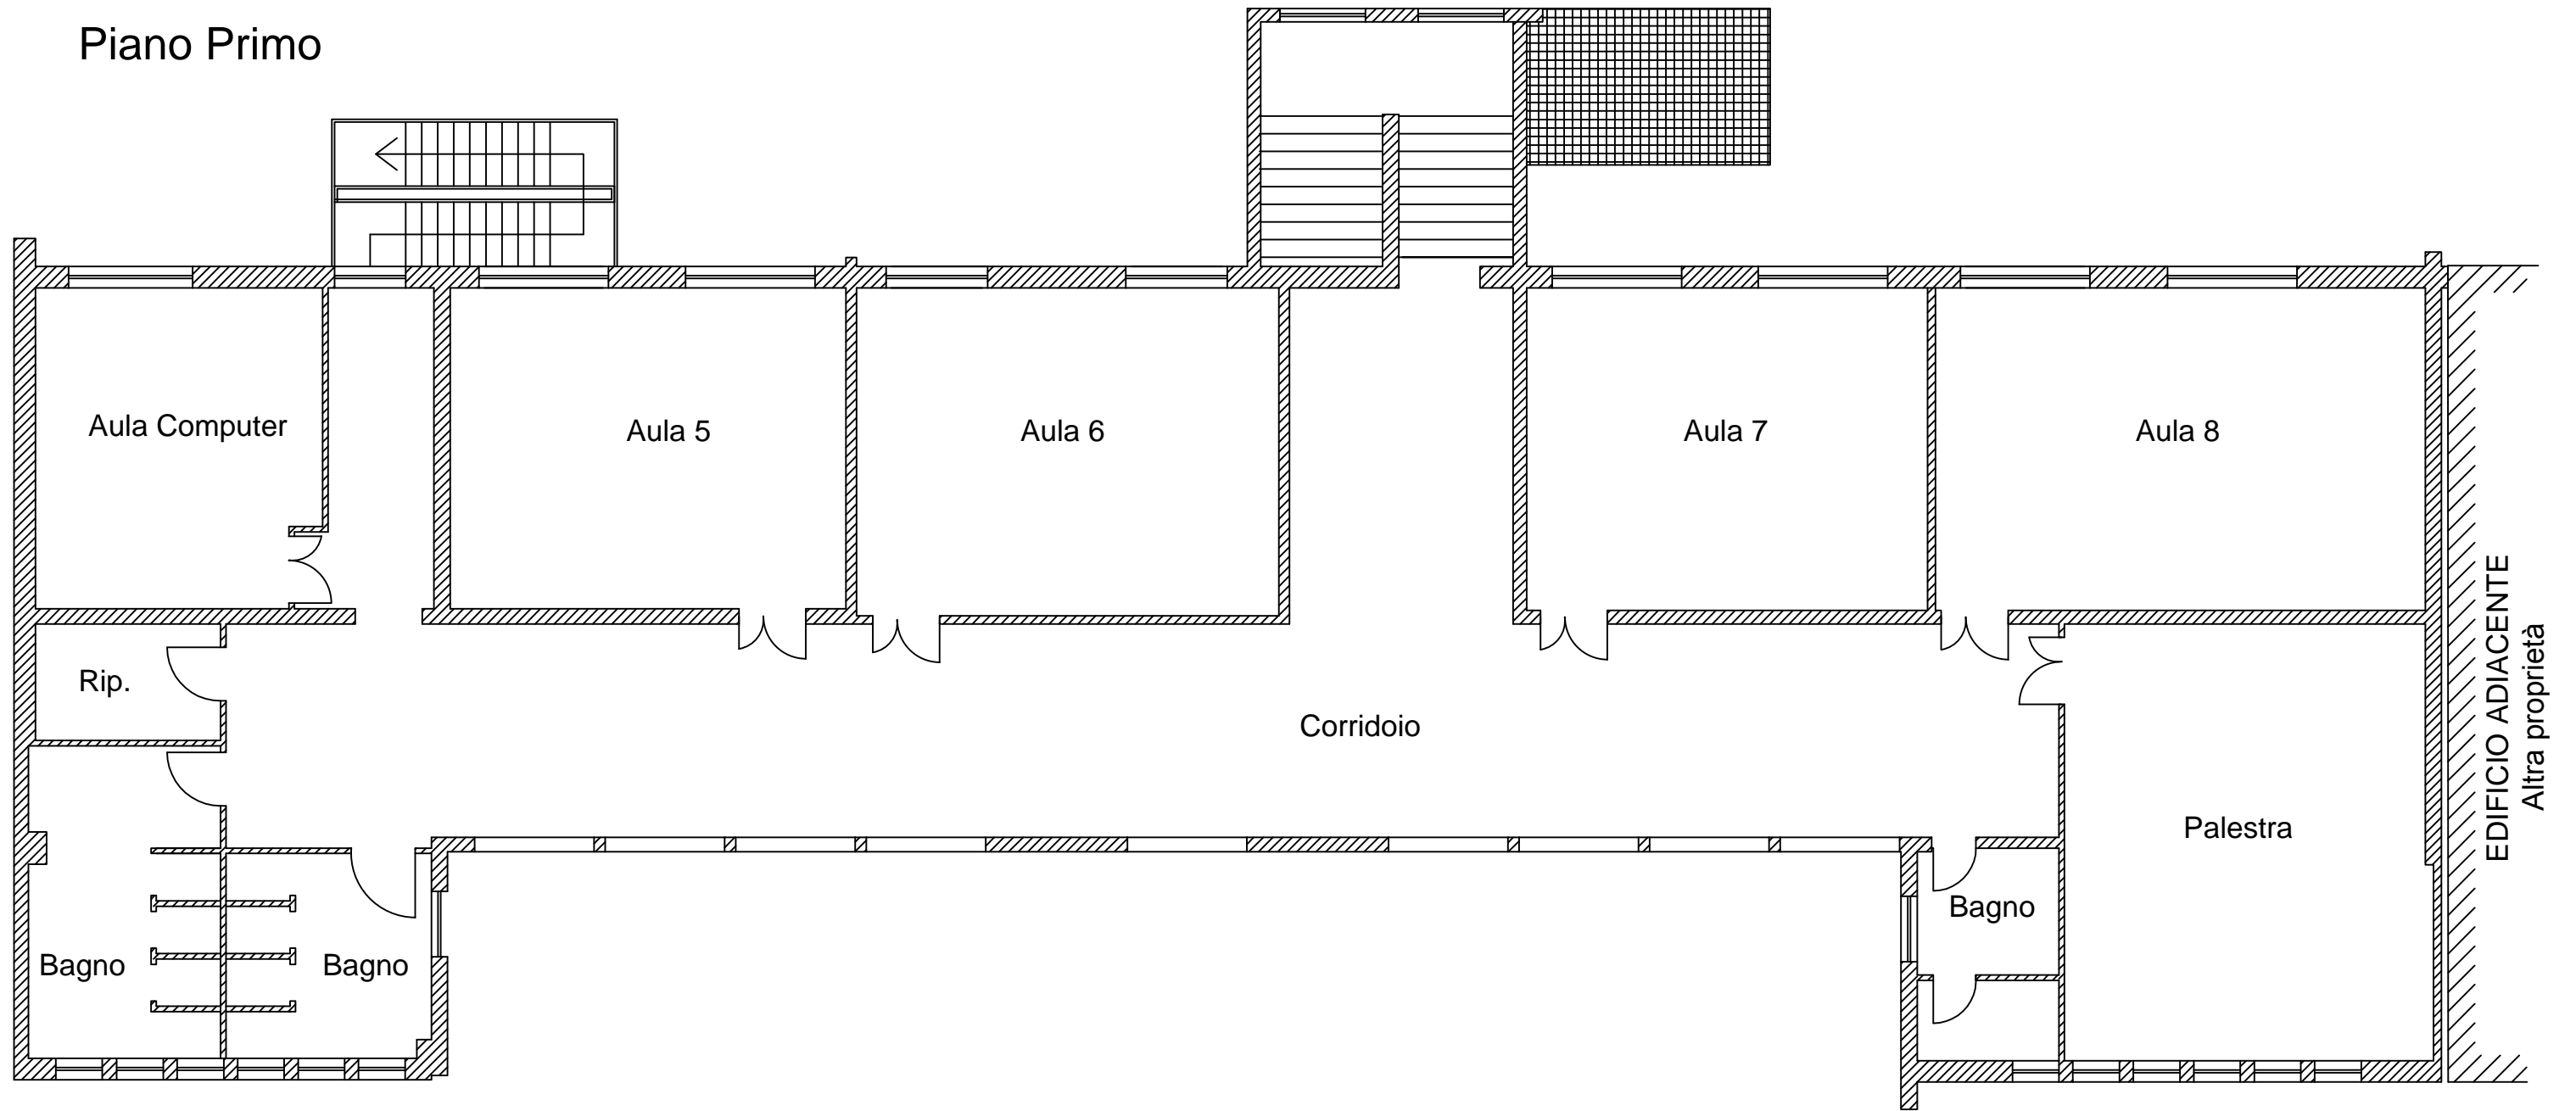 Piano Primo
Aula Computer
Aula 5
Aula 6
Aula 7
Aula 8
Rip.
Corridoio
Palestra
Bagno
Bagno
Bagno
EDIFICIO ADIACENTE
Altra proprietà